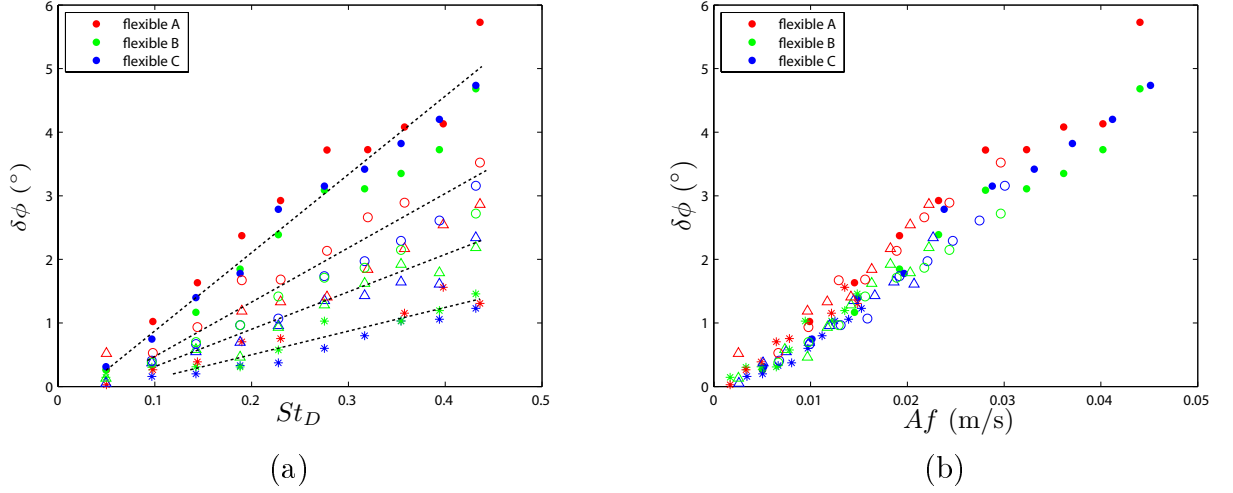 flexible A
flexible B
flexible C
δϕ (°)
6
5
4
3
2
1
0
0 0.1 0.2 0.3 0.4 0.5
St_D
(a)
flexible A
flexible B
flexible C
δϕ (°)
6
5
4
3
2
1
0
0 0.01 0.02 0.03 0.04 0.05
Af (m/s)
(b)